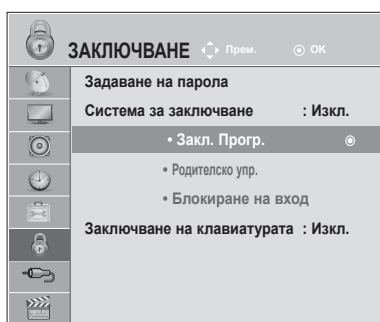 ЗАКЛЮЧВАНЕ Прем. OK
Задаване на парола
Система за заключване : Изкл.
• Закл. Прогр.
• Родителско упр.
• Блокиране на вход
Заключване на клавиатурата : Изкл.